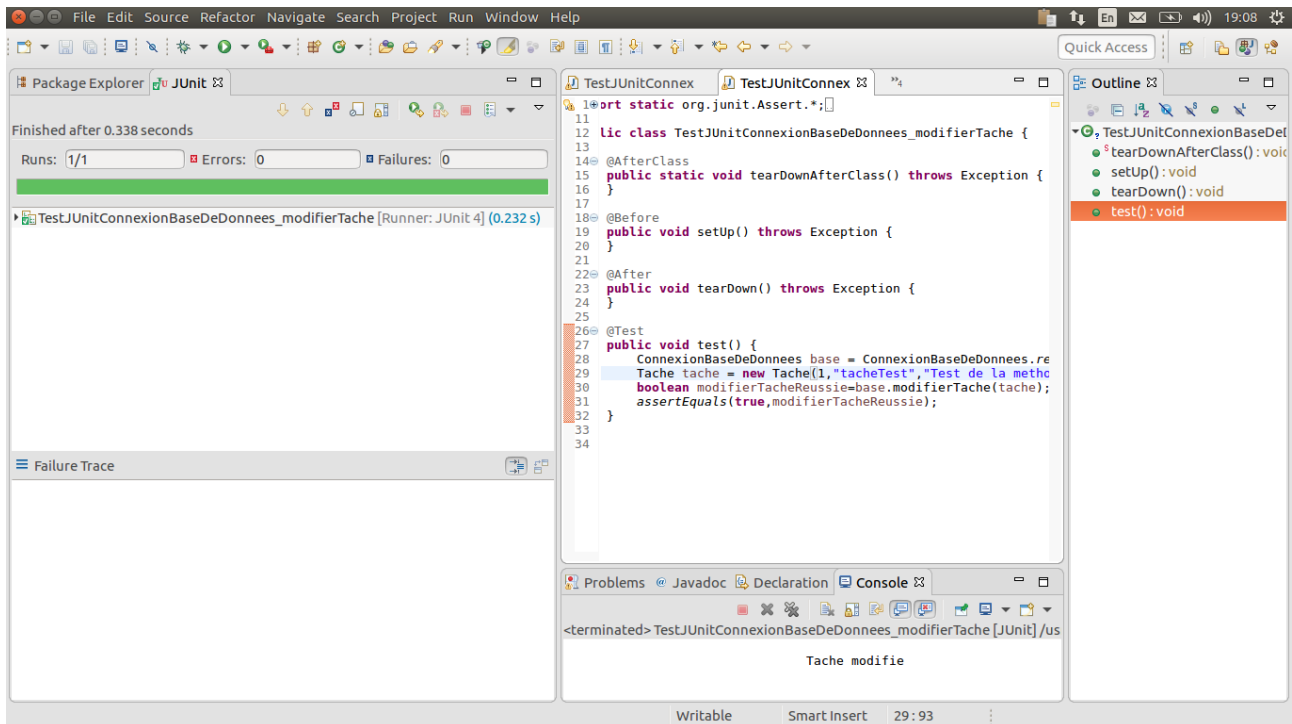 File Edit Source Refactor Navigate Search Project Run Window Help
En 19:08
Quick Access
Package Explorer JUnit
Finished after 0.338 seconds
Runs: 1/1 Errors: 0 Failures: 0
TestJUnitConnexionBaseDeDonnees_modifierTache [Runner: JUnit 4] (0.232 s)
Failure Trace
TestJUnitConnex TestJUnitConnex »4
1 ort static org.junit.Assert.*;
11
12 lic class TestJUnitConnexionBaseDeDonnees_modifierTache {
13
14 @AfterClass
15 public static void tearDownAfterClass() throws Exception {
16 }
17
18 @Before
19 public void setUp() throws Exception {
20 }
21
22 @After
23 public void tearDown() throws Exception {
24 }
25
26 @Test
27 public void test() {
28 ConnexionBaseDeDonnees base = ConnexionBaseDeDonnees.re
29 Tache tache = new Tache(1,"tacheTest","Test de la metho
30 boolean modifierTacheReussie=base.modifierTache(tache);
31 assertEquals(true,modifierTacheReussie);
32 }
33
34
Problems Javadoc Declaration Console
<terminated> TestJUnitConnexionBaseDeDonnees_modifierTache [JUnit] /us
Tache modifie
Outline
TestJUnitConnexionBaseDe
tearDownAfterClass() : void
setUp() : void
tearDown() : void
test() : void
Writable Smart Insert 29 : 93